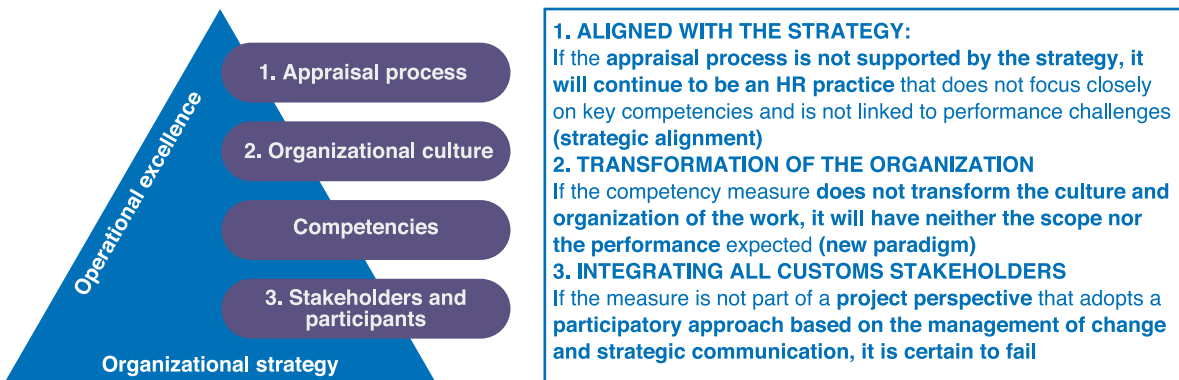 Operational excellence
1. Appraisal process
2. Organizational culture
Competencies
3. Stakeholders and
participants
Organizational strategy
1. ALIGNED WITH THE STRATEGY:
If the appraisal process is not supported by the strategy, it
will continue to be an HR practice that does not focus closely
on key competencies and is not linked to performance challenges
(strategic alignment)
2. TRANSFORMATION OF THE ORGANIZATION
If the competency measure does not transform the culture and
organization of the work, it will have neither the scope nor
the performance expected (new paradigm)
3. INTEGRATING ALL CUSTOMS STAKEHOLDERS
If the measure is not part of a project perspective that adopts a
participatory approach based on the management of change
and strategic communication, it is certain to fail